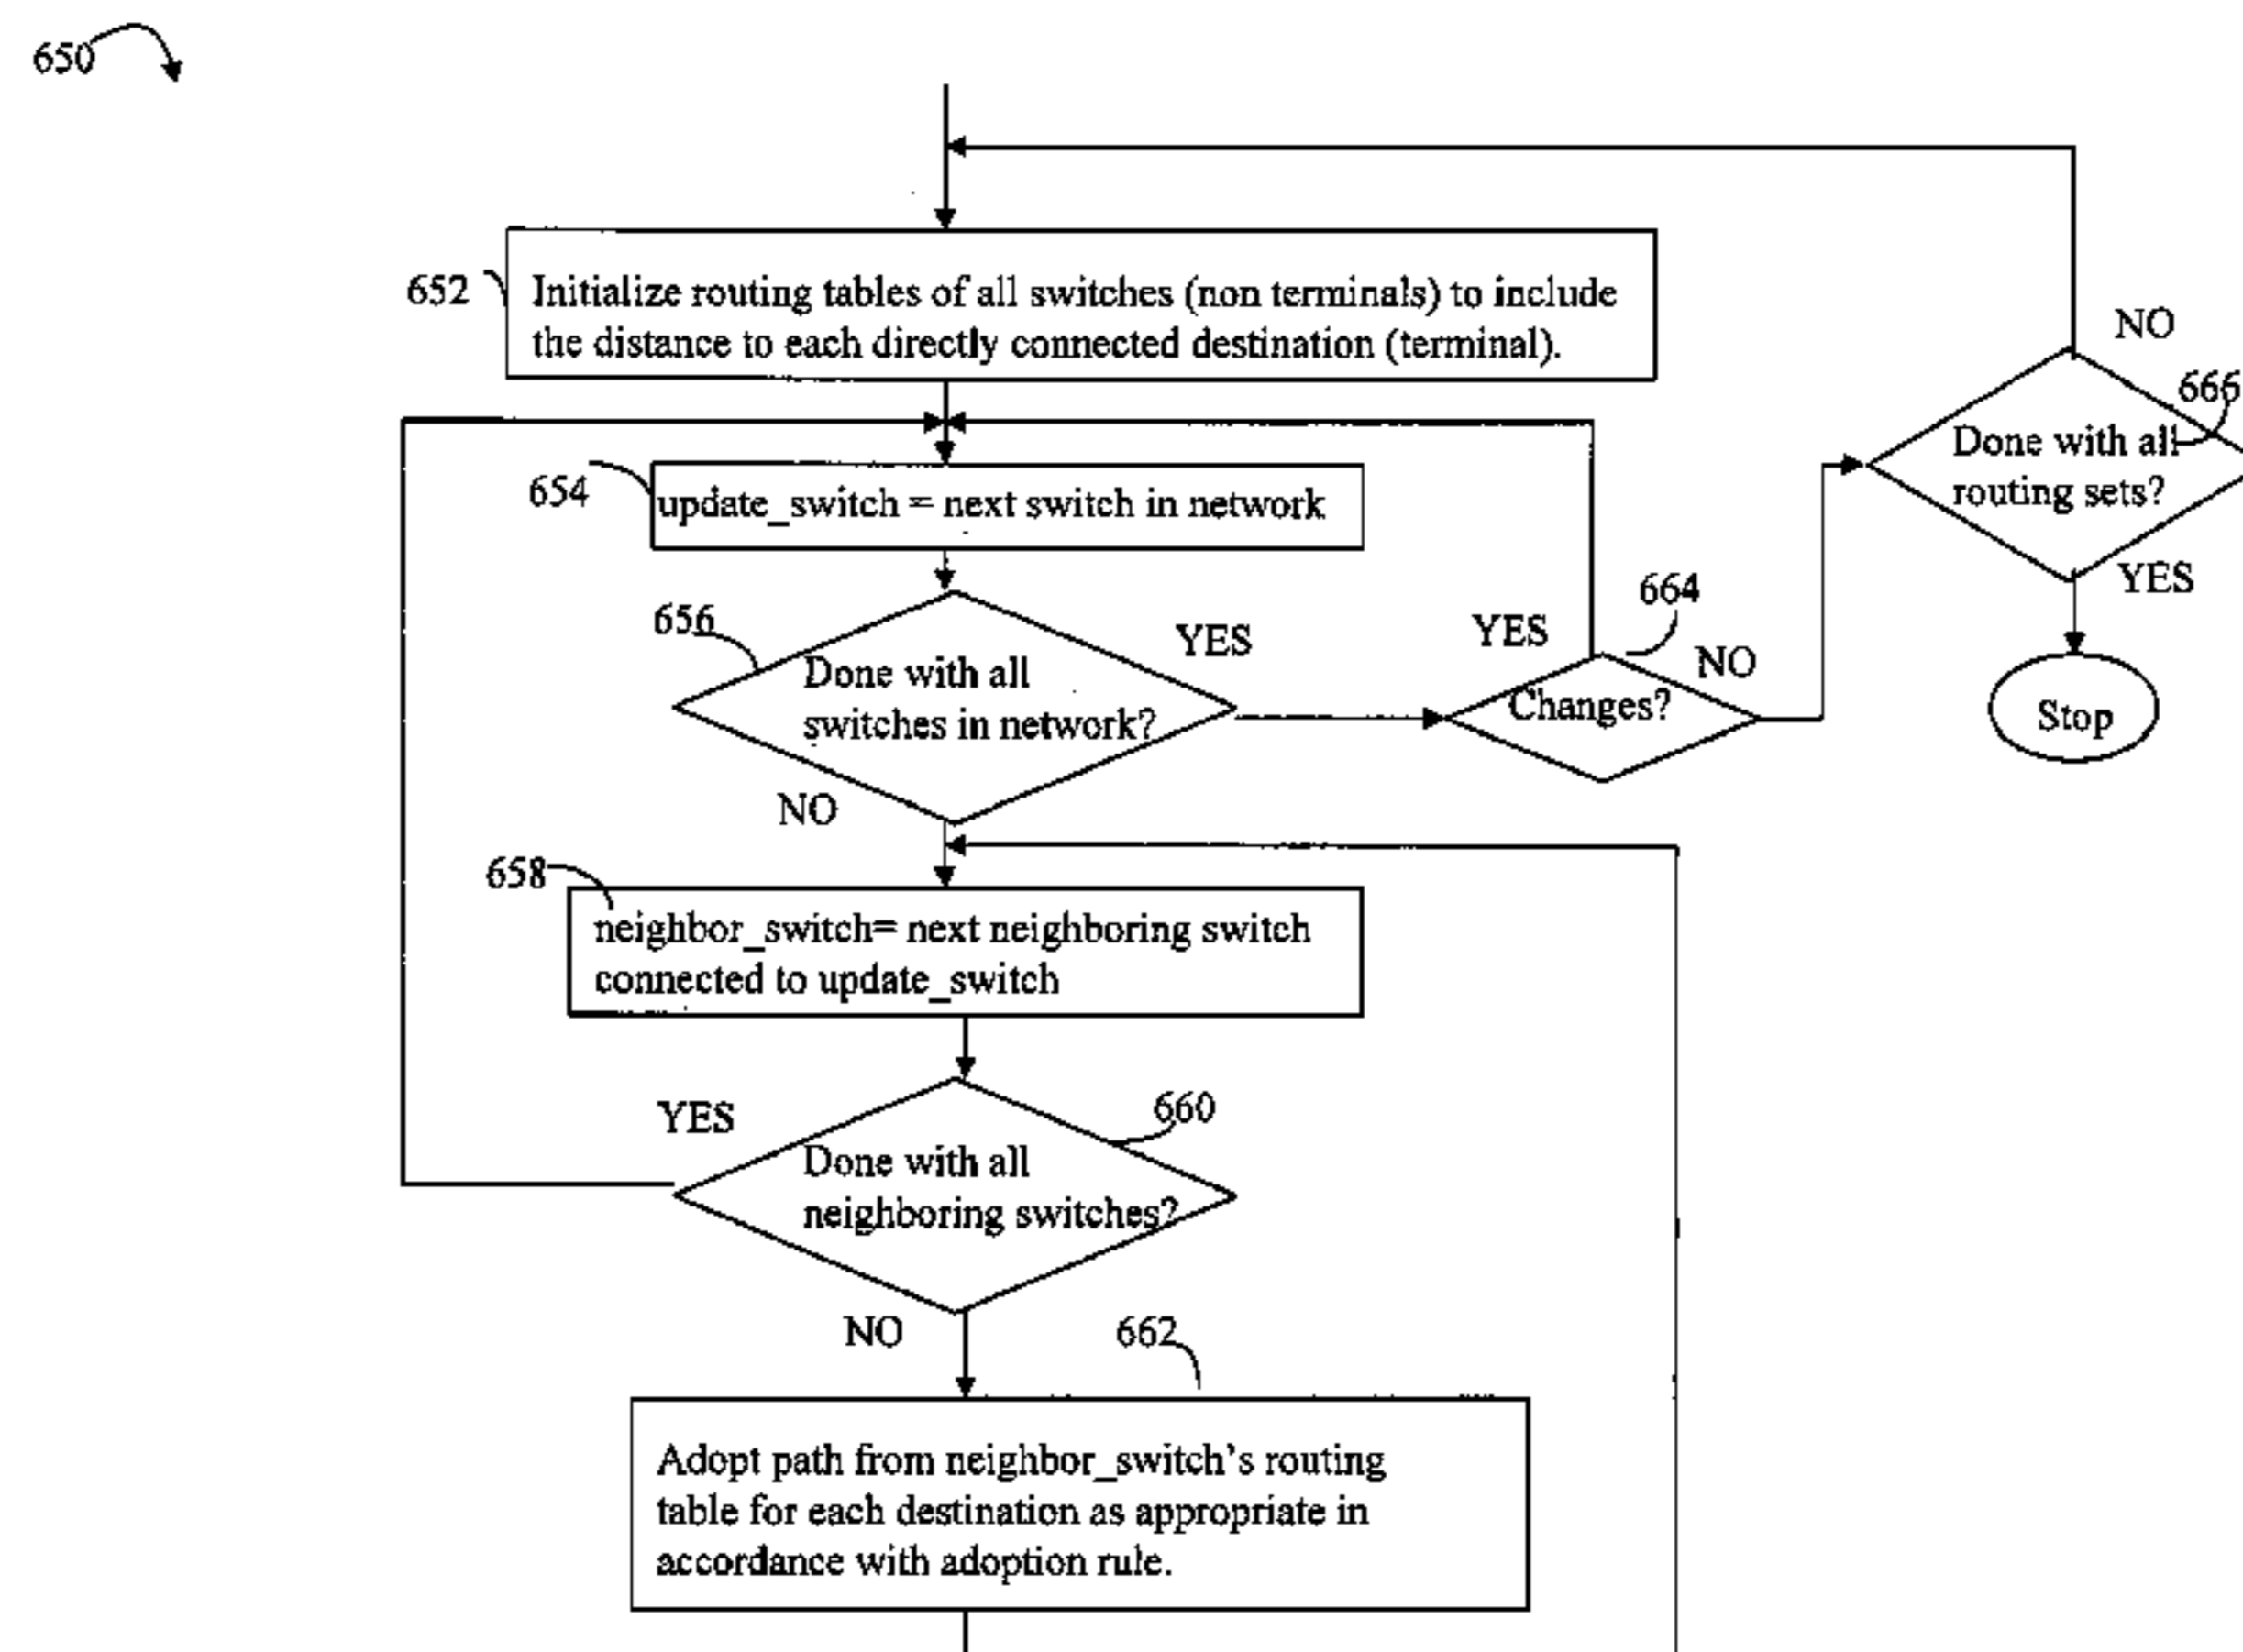 650
652
Initialize routing tables of all switches (non terminals) to include
the distance to each directly connected destination (terminal).
NO
666
Done with all
routing sets?
YES
Stop
654
update_switch = next switch in network
656
Done with all
switches in network?
YES
NO
YES
664
NO
Changes?
658
neighbor_switch= next neighboring switch
connected to update_switch
YES
660
Done with all
neighboring switches?
NO
662
Adopt path from neighbor_switch's routing
table for each destination as appropriate in
accordance with adoption rule.